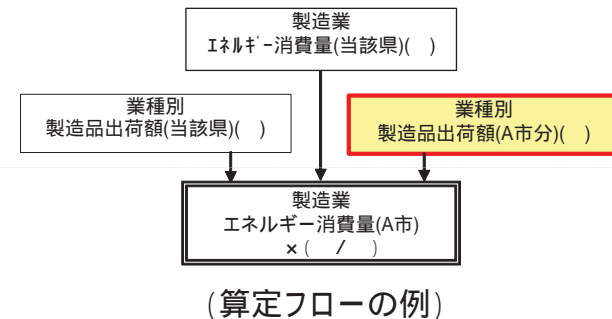 製造業
エネルギー消費量(当該県)( )
業種別
製造品出荷額(当該県)( )
業種別
製造品出荷額(A市分)( )
製造業
エネルギー消費量(A市)
×( / )
(算定フローの例)